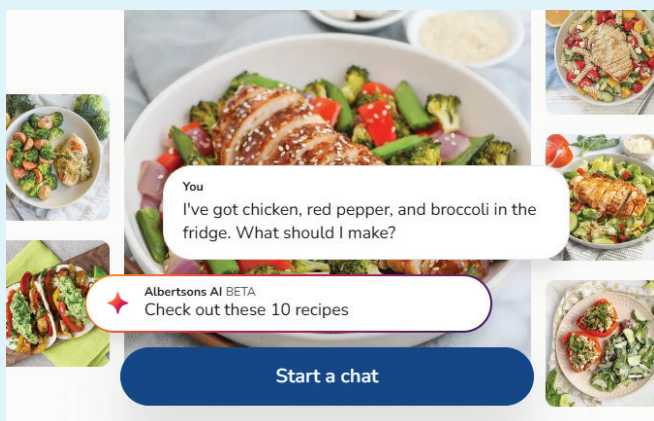 You
I've got chicken, red pepper, and broccoli in the
fridge. What should I make?
Albertsons AI BETA
Check out these 10 recipes
Start a chat